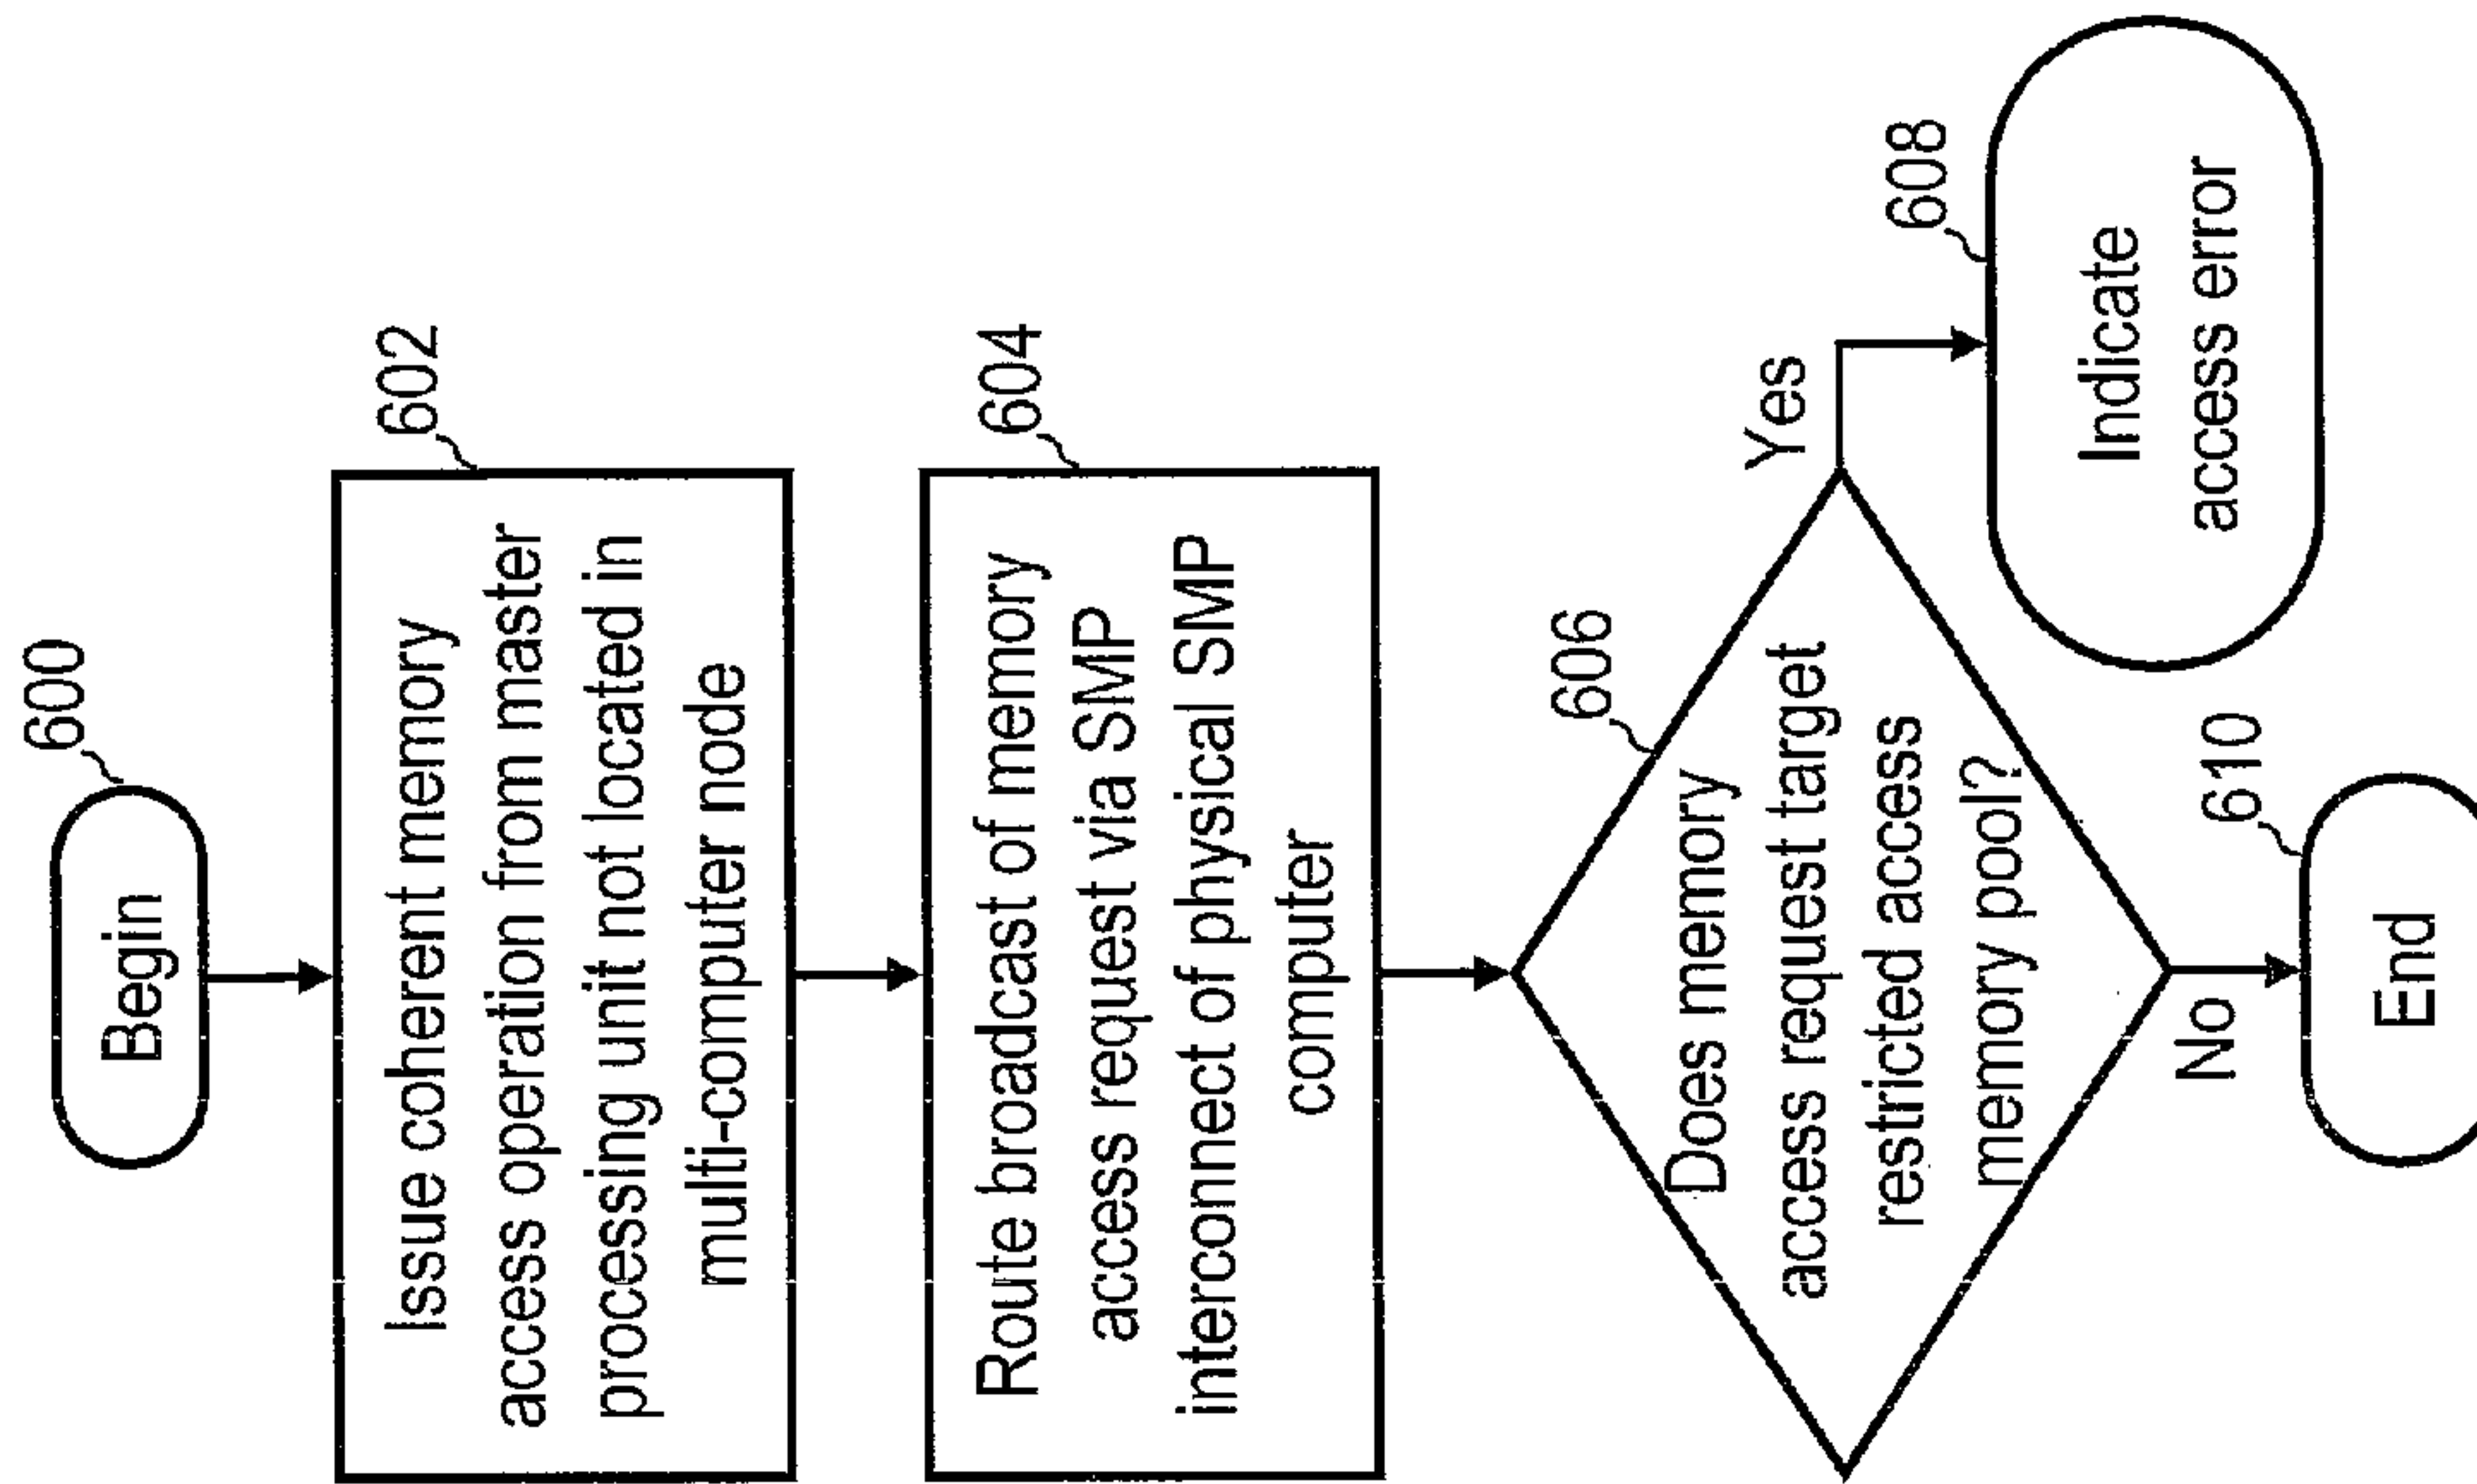 600
Begin
602
Issue coherent memory
access operation from master
processing unit not located in
multi-computer node
604
Route broadcast of memory
access request via SMP
interconnect of physical SMP
computer
606
Does memory
access request target
restricted access
memory pool?
Yes
608
Indicate
access error
No
610
End